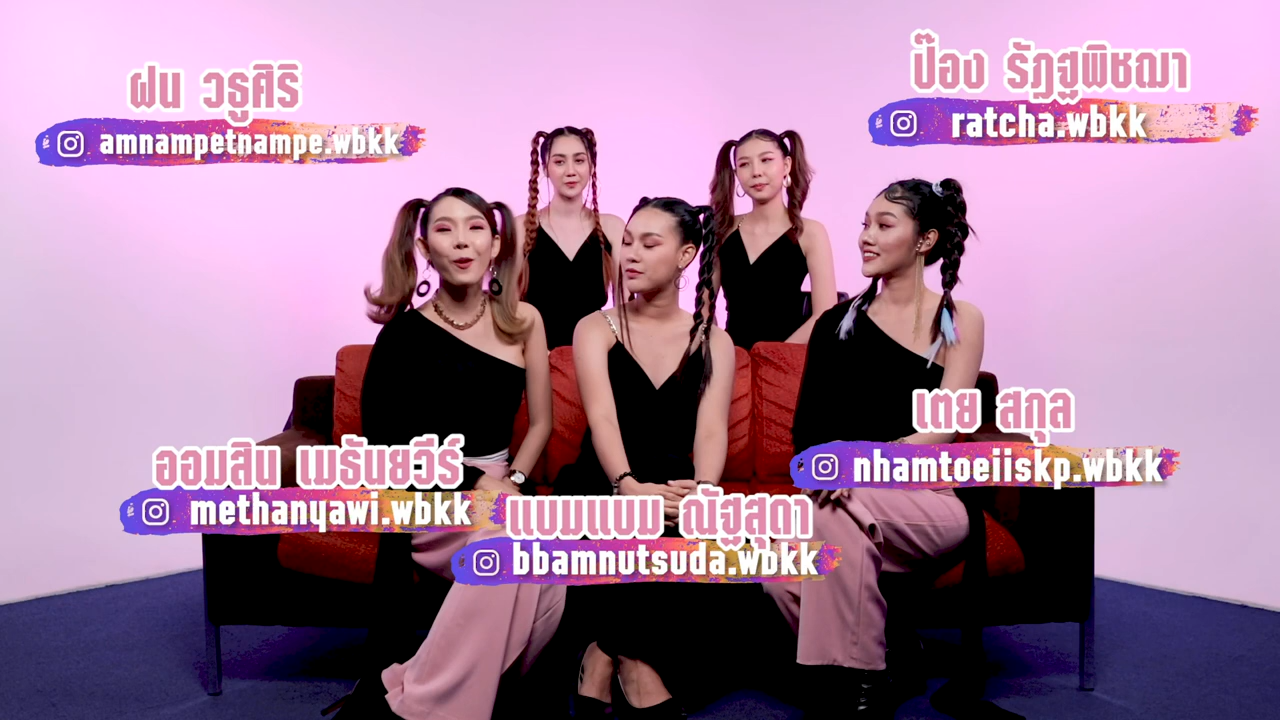 ฝน วธูศิริ
amnampetnampe.wbkk
ป๊อง รัฏฐพิชฌา
ratcha.wbkk
เตย สกุล
nhamtoeiiskp.wbkk
ออมสิน เมธันยวีร์
methanyawi.wbkk
แบมแบม ณัฐสุดา
bbamnutsuda.wbkk